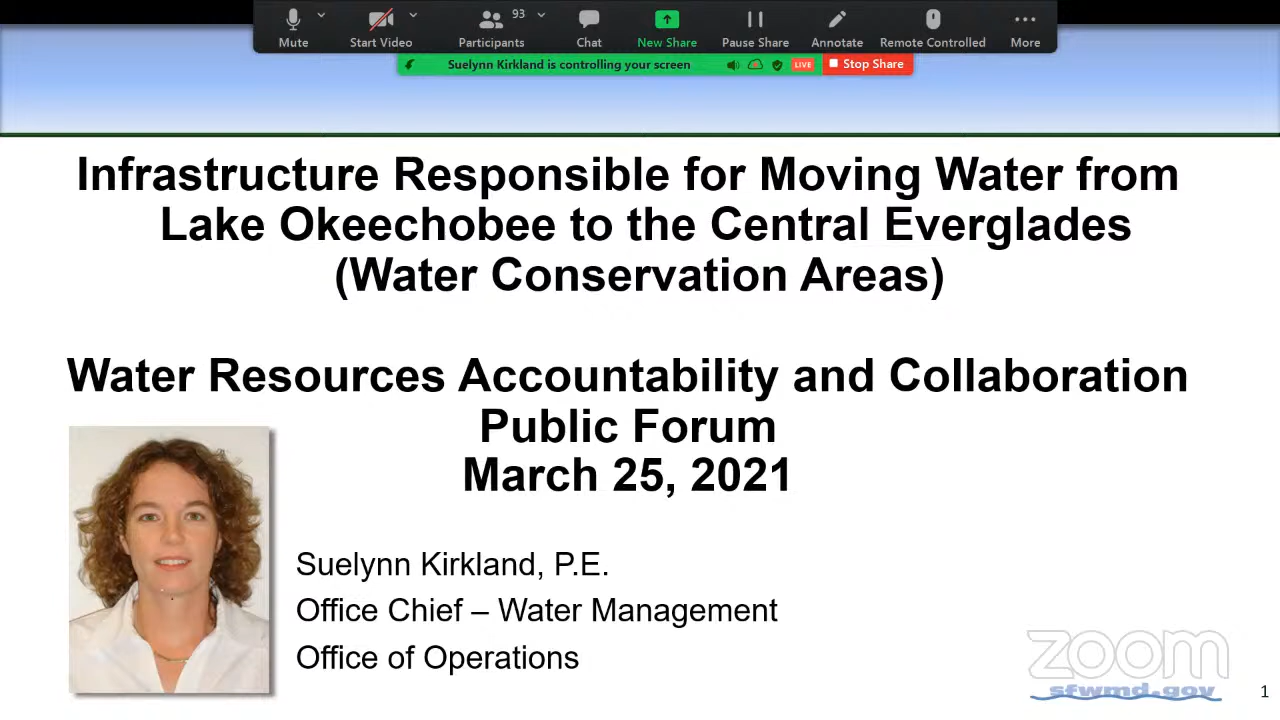 93
Mute
Start Video
Participants
Chat
New Share
Pause Share
Annotate
Remote Controlled
More
Suelynn Kirkland is controlling your screen
LIVE
Stop Share
Infrastructure Responsible for Moving Water from
Lake Okeechobee to the Central Everglades
(Water Conservation Areas)
Water Resources Accountability and Collaboration
Public Forum
March 25, 2021
Suelynn Kirkland, P.E.
Office Chief – Water Management
Office of Operations
zoom
sfwmd.gov
1